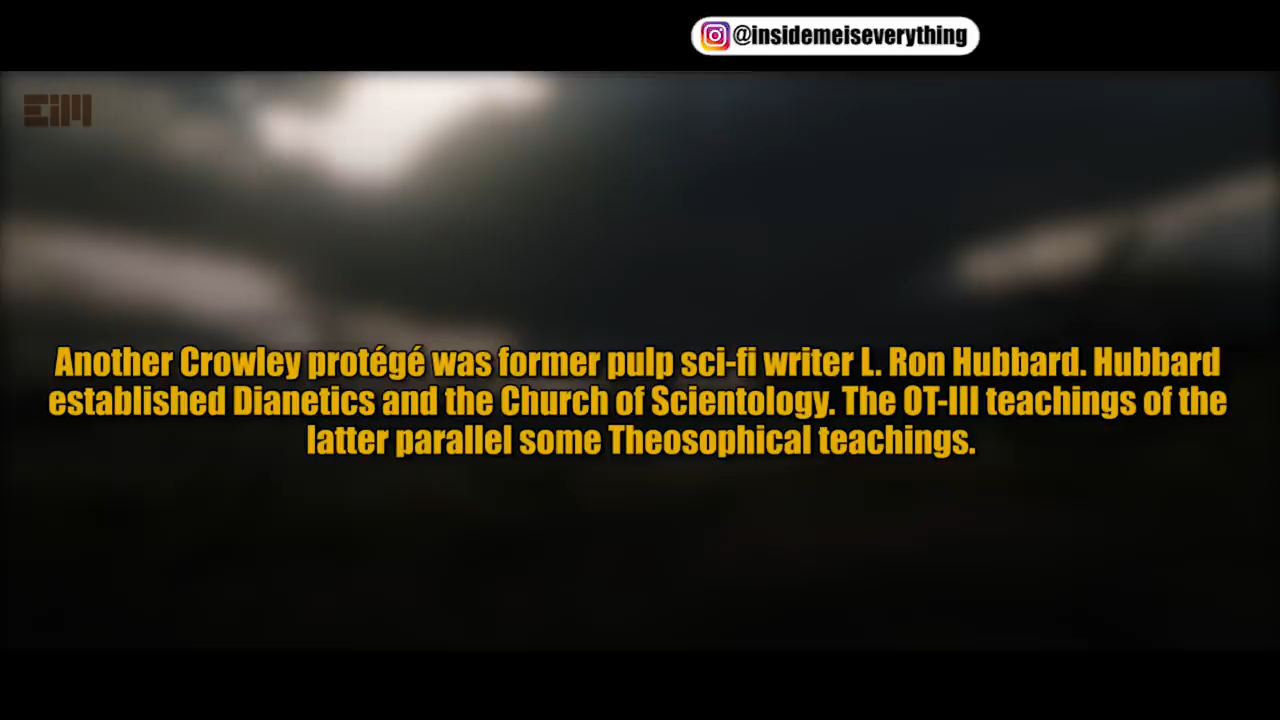 @insidemeiseverything
EiM
Another Crowley protégé was former pulp sci-fi writer L. Ron Hubbard. Hubbard
established Dianetics and the Church of Scientology. The OT-III teachings of the
latter parallel some Theosophical teachings.